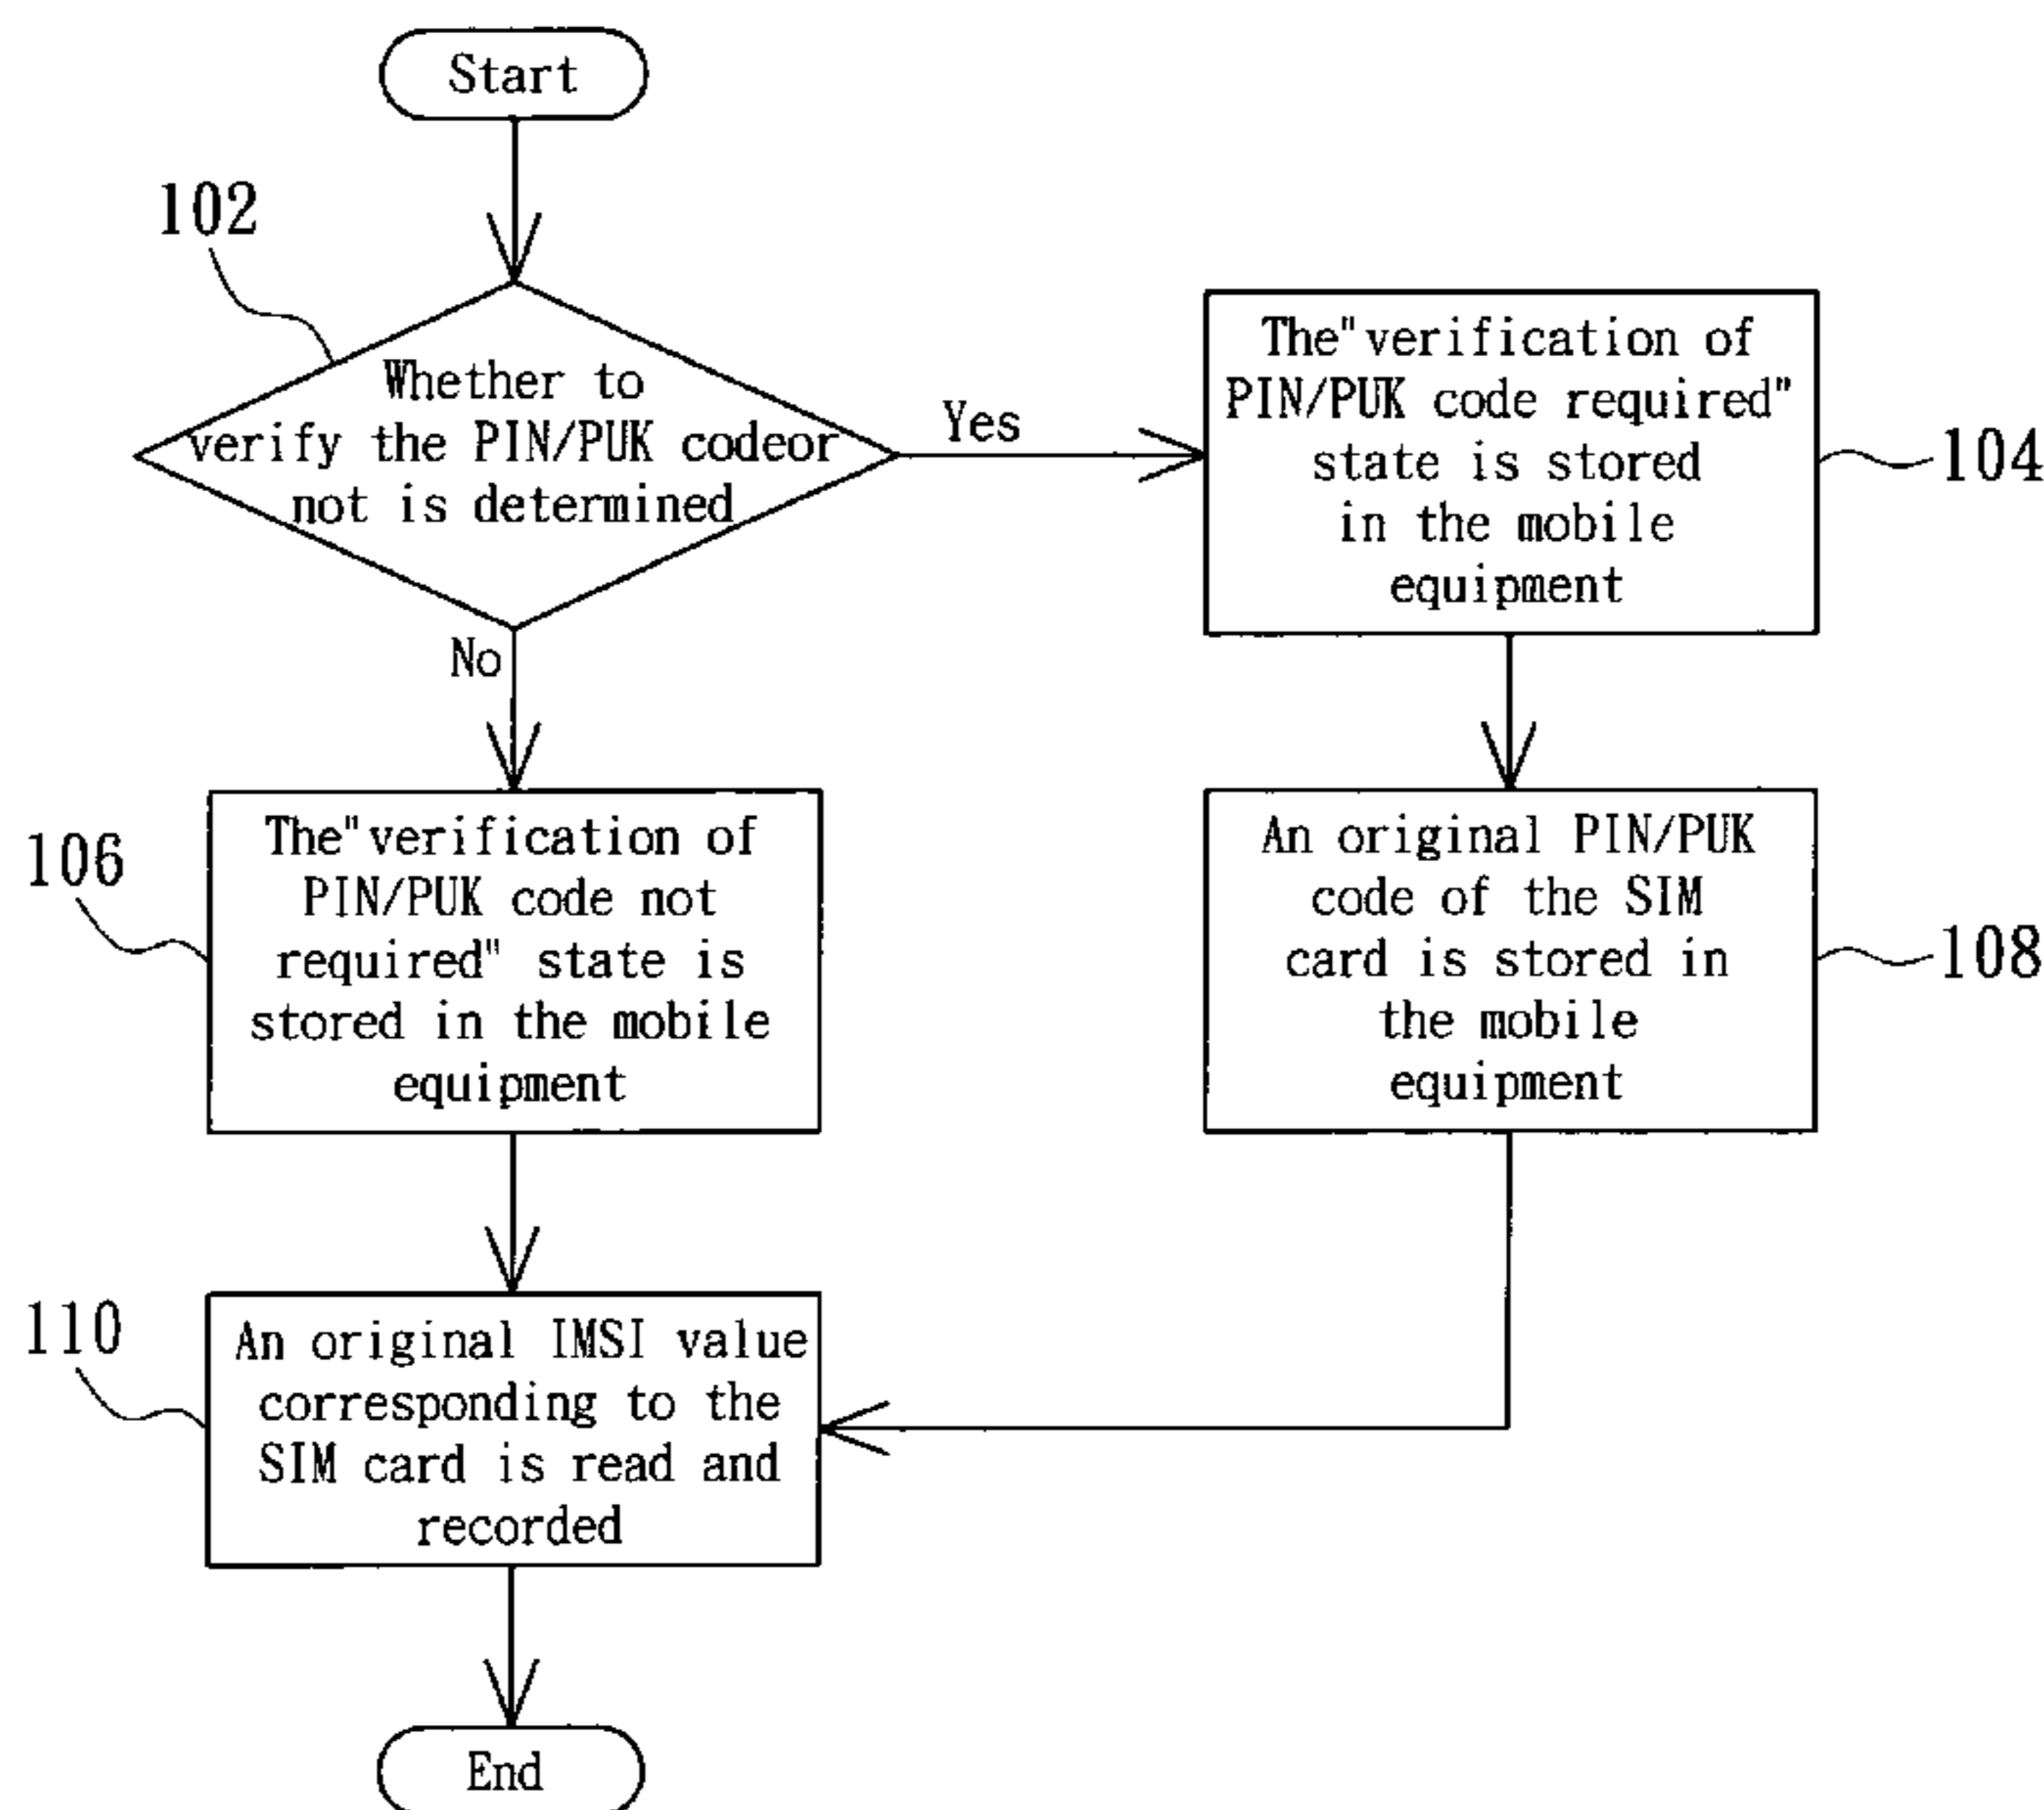 Start
102
Whether to
verify the PIN/PUK codeor
not is determined
Yes
No
The"verification of
PIN/PUK code required"
state is stored
in the mobile
equipment
104
106
The"verification of
PIN/PUK code not
required" state is
stored in the mobile
equipment
An original PIN/PUK
code of the SIM
card is stored in
the mobile
equipment
108
110
An original IMSI value
corresponding to the
SIM card is read and
recorded
End